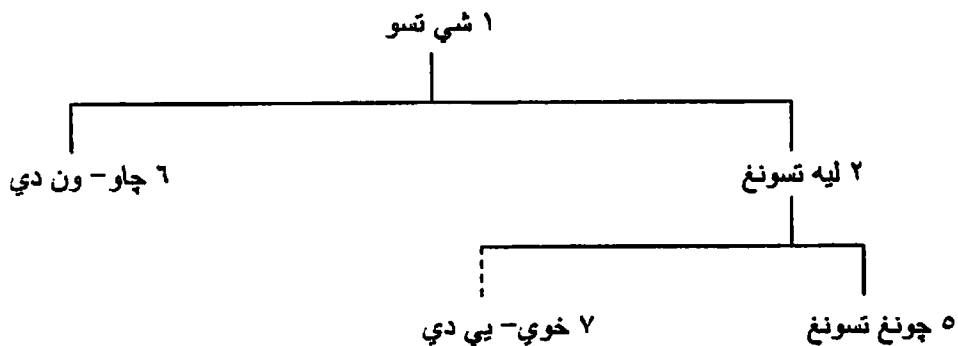 ١ شي تسو
٢ ليه تسونغ
٦ چاو- ون دي
٥ چونغ تسونغ
٧ خوي- يي دي